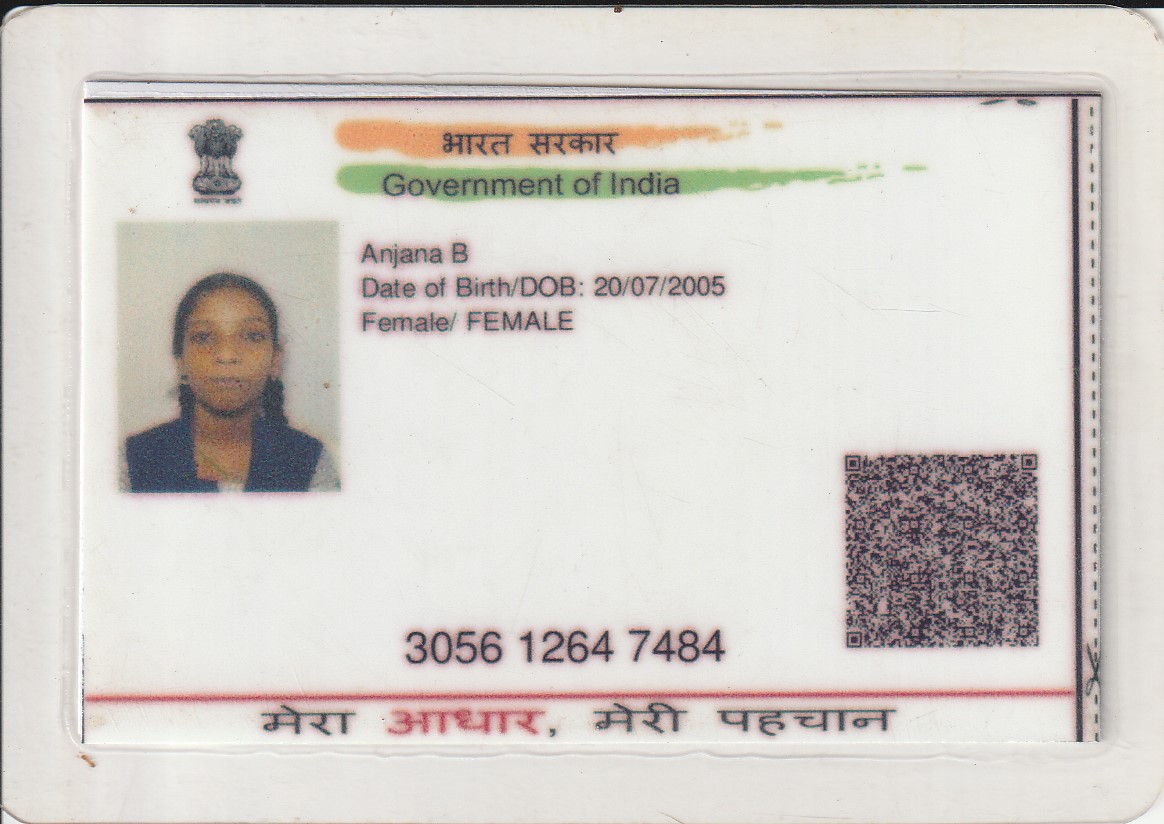 भारत सरकार
Government of India
Anjana B
Date of Birth/DOB: 20/07/2005
Female/ FEMALE
3056 1264 7484
मेरा आधार, मेरी पहचान